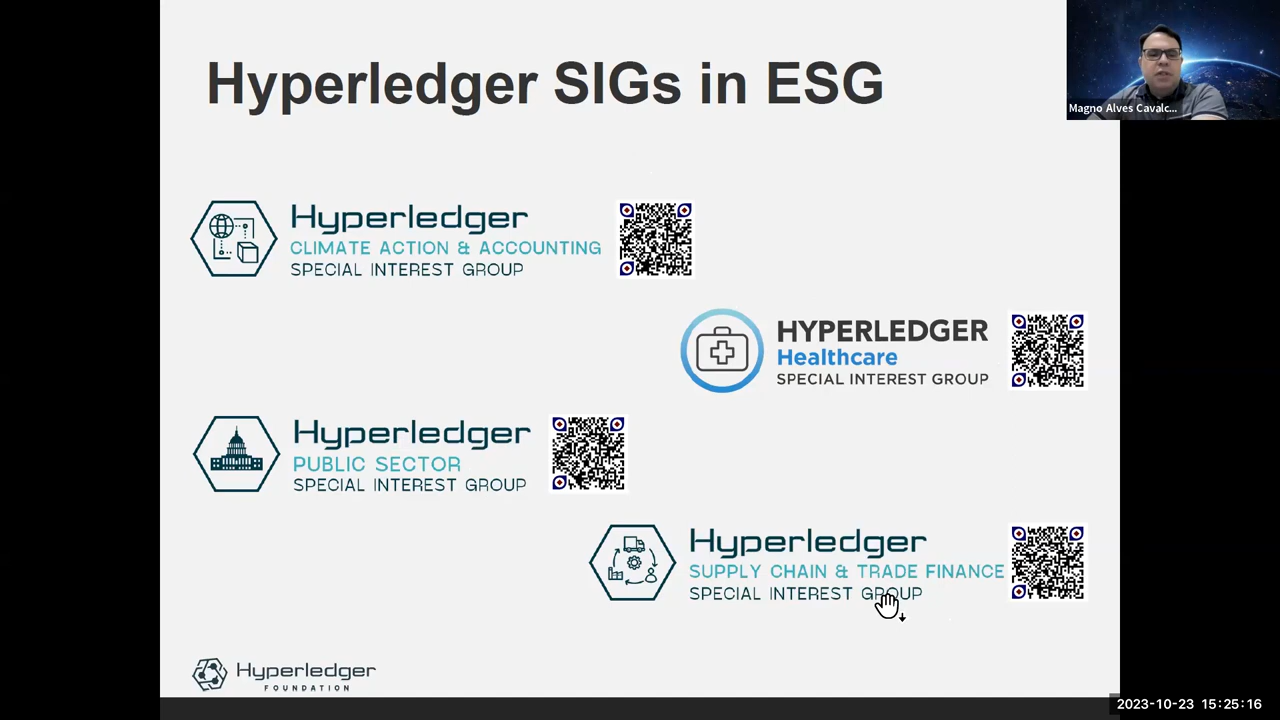 Hyperledger SIGs in ESG
Magno Alves Cavalc...
Hyperledger
CLIMATE ACTION & ACCOUNTING
SPECIAL INTEREST GROUP
HYPERLEDGER
Healthcare
SPECIAL INTEREST GROUP
Hyperledger
PUBLIC SECTOR
SPECIAL INTEREST GROUP
Hyperledger
SUPPLY CHAIN & TRADE FINANCE
SPECIAL INTEREST GROUP
Hyperledger
FOUNDATION
2023-10-23 15:25:16